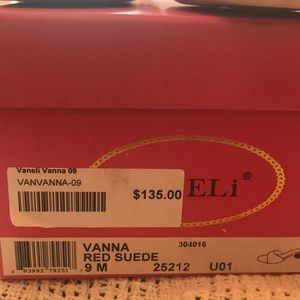 Vaneli Vanna 09
VANVANNA-09
$135.00
ELi®
VANNA 304016
RED SUEDE
9 M 25212 U01